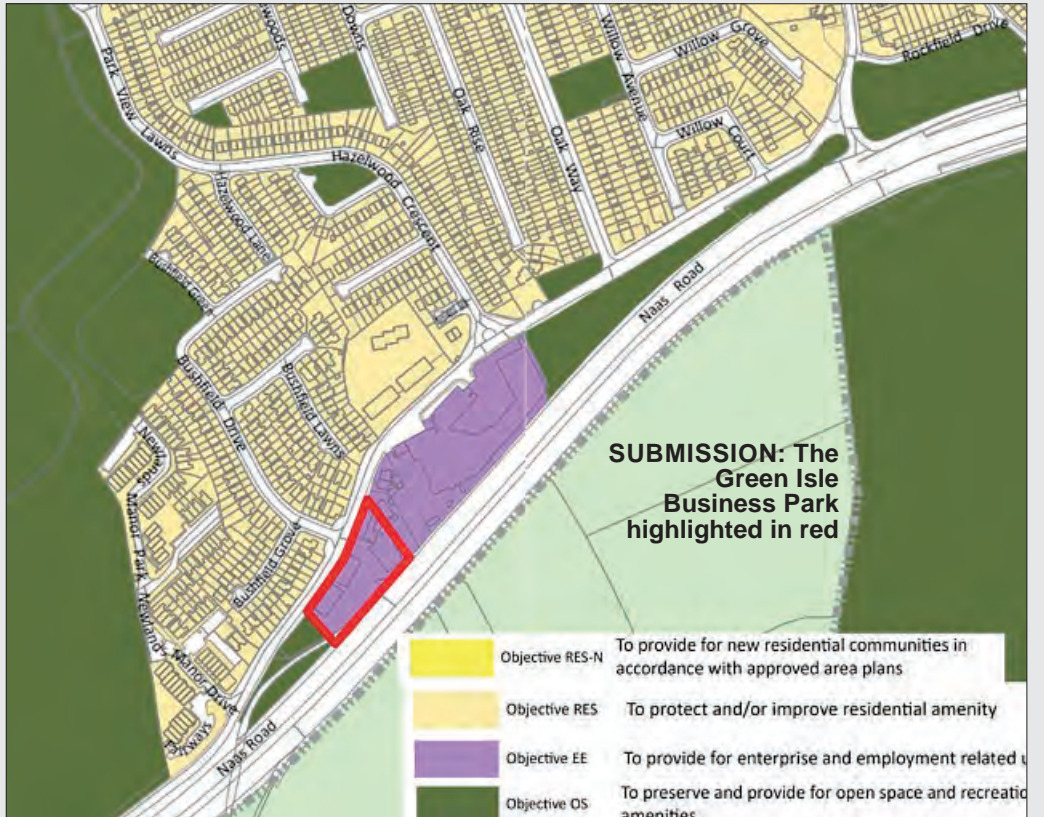 Park View Lawns
Downs
Oak Rise
Oak Way
Willow Avenue
Willow Grove
Willow Court
Rockfield Drive
Hazelwood Crescent
Hazelwood Lane
Bushfield Green
Bushfield Drive
Bushfield Lawns
Bushfield Grove
Naas Road
Manor Park
Newlands
Manor Drive
Fairways
Naas Road
SUBMISSION: The
Green Isle
Business Park
highlighted in red
Objective RES-N
To provide for new residential communities in
accordance with approved area plans
Objective RES
To protect and/or improve residential amenity
Objective EE
To provide for enterprise and employment related
Objective OS
To preserve and provide for open space and
amenities